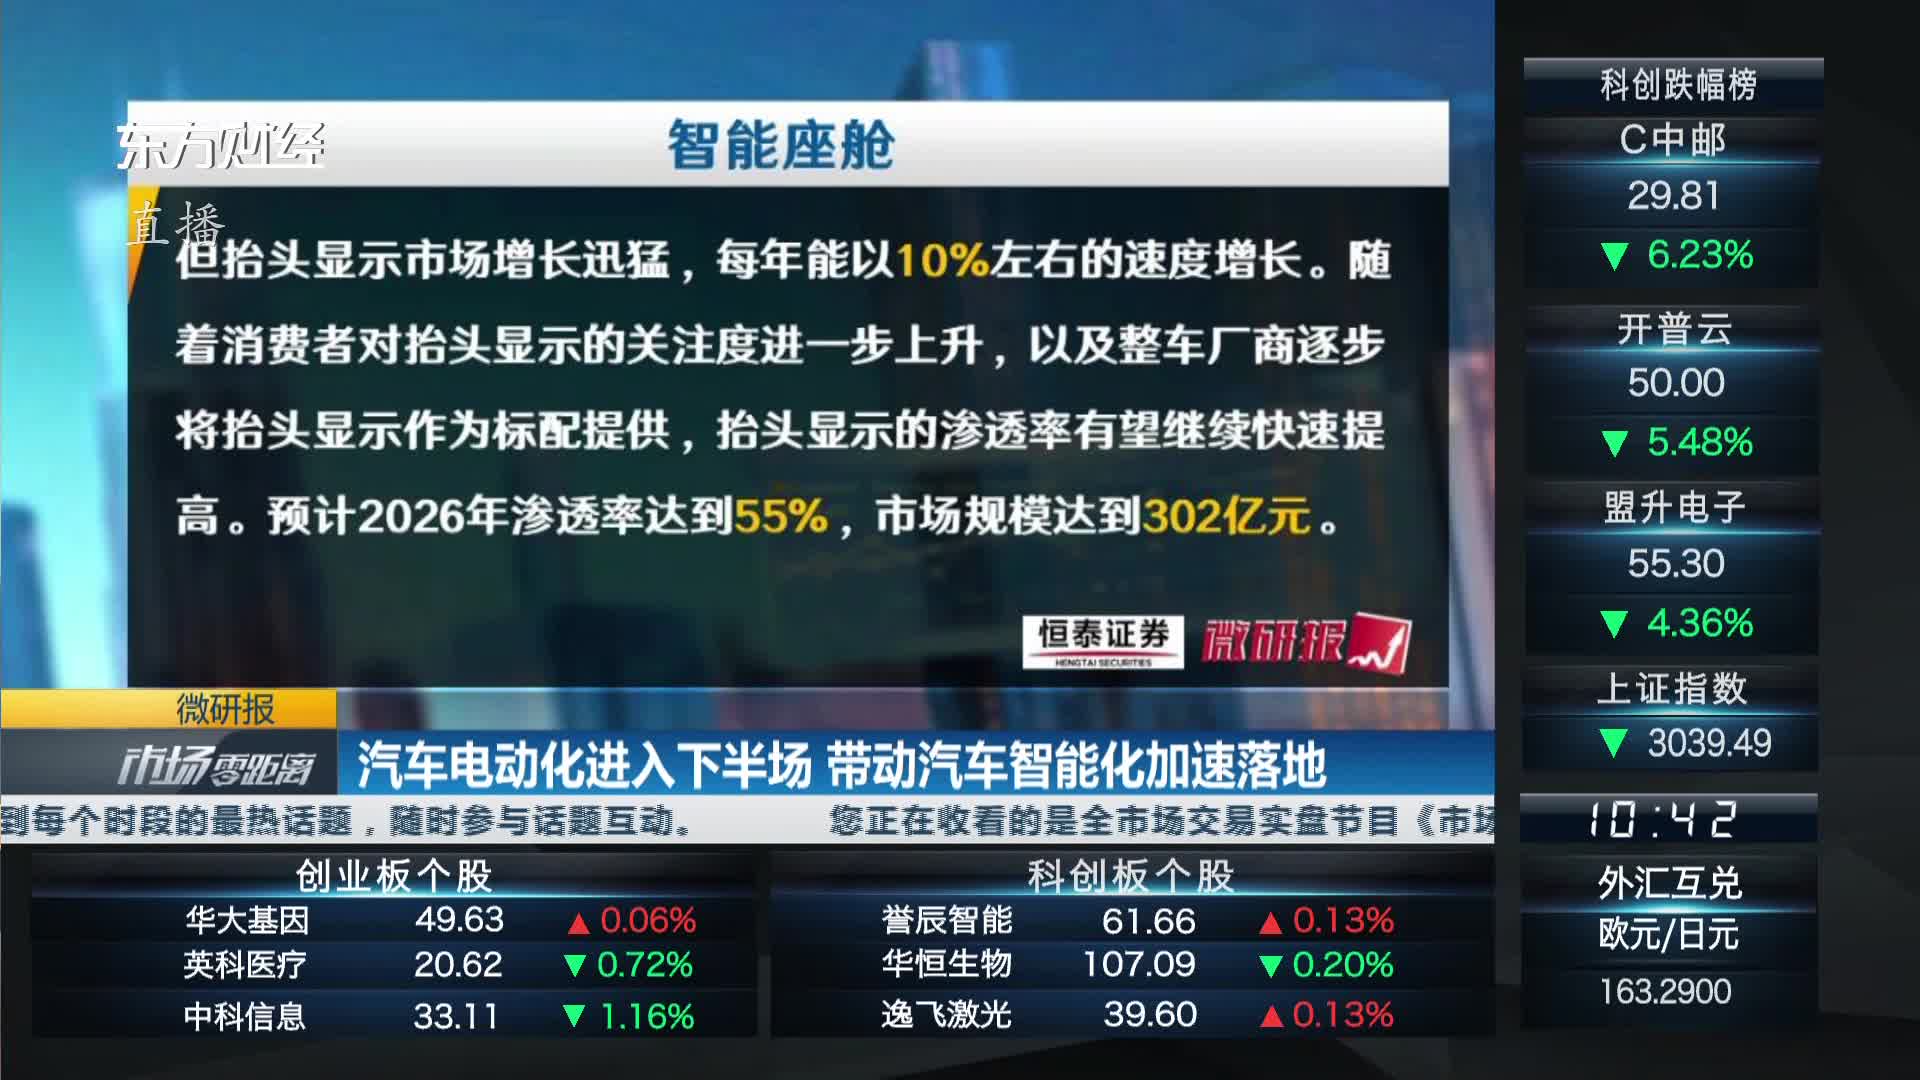 东方财经
直播
智能座舱
但抬头显示市场增长迅猛，每年能以10%左右的速度增长。随
着消费者对抬头显示的关注度进一步上升，以及整车厂商逐步
将抬头显示作为标配提供，抬头显示的渗透率有望继续快速提
高。预计2026年渗透率达到55%，市场规模达到302亿元。
恒泰证券
HENGTAI SECURITIES
微研报
微研报
市场零距离
汽车电动化进入下半场 带动汽车智能化加速落地
到每个时段的最热话题，随时参与话题互动。 您正在收看的是全市场交易实盘节目《市场
创业板个股
华大基因 49.63 ▲ 0.06%
英科医疗 20.62 ▼ 0.72%
中科信息 33.11 ▼ 1.16%
科创板个股
誉辰智能 61.66 ▲ 0.13%
华恒生物 107.09 ▼ 0.20%
逸飞激光 39.60 ▲ 0.13%
科创跌幅榜
C中邮
29.81
▼ 6.23%
开普云
50.00
▼ 5.48%
盟升电子
55.30
▼ 4.36%
上证指数
▼ 3039.49
10:42
外汇互兑
欧元/日元
163.2900